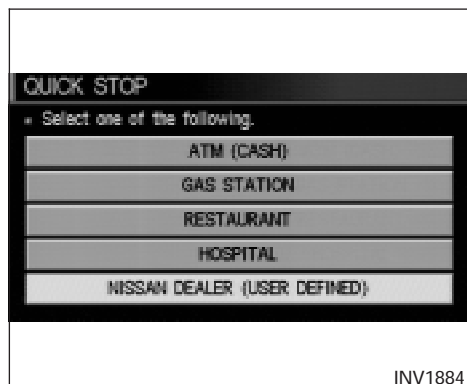 QUICK STOP
Select one of the following.
ATM (CASH)
GAS STATION
RESTAURANT
HOSPITAL
NISSAN DEALER (USER DEFINED)
INV1884